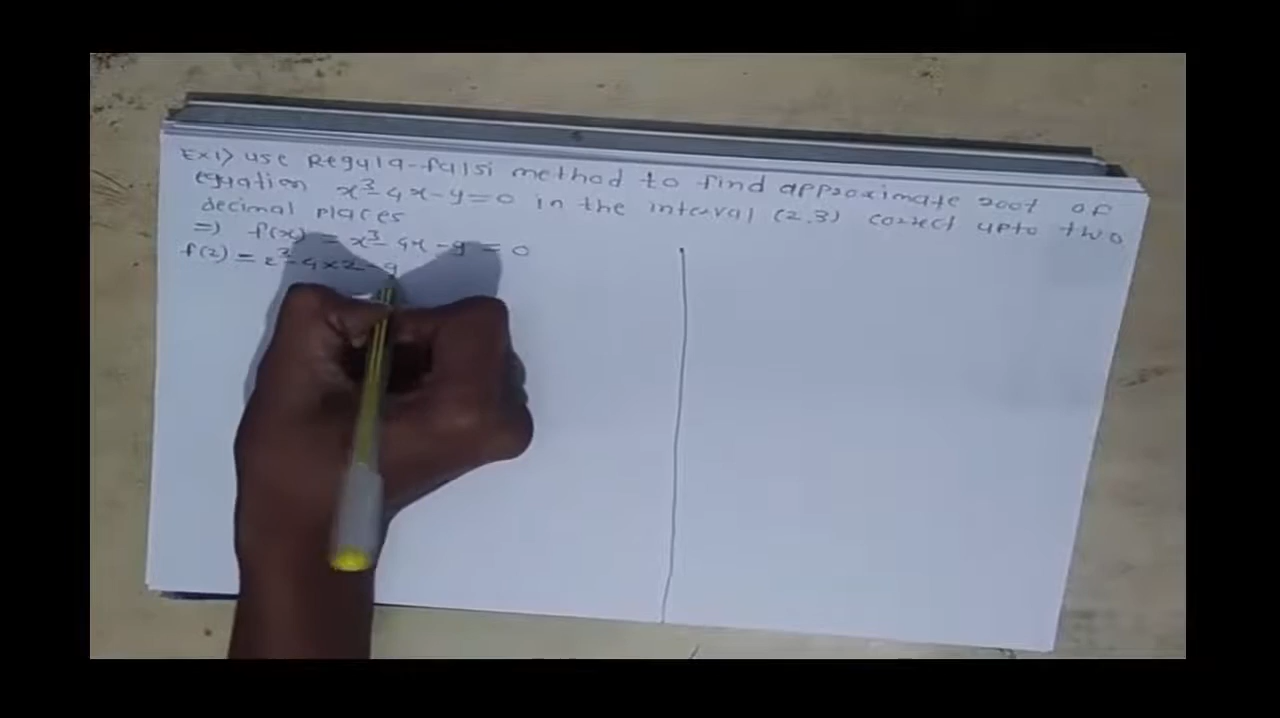 Ex1> use Regula-falsi method to find approximate root of
equation x³-4x-9=0 in the interval (2,3) correct upto two
decimal places
=> f(x) = x³-4x-9 = 0
f(2) = 2³-4×2-9